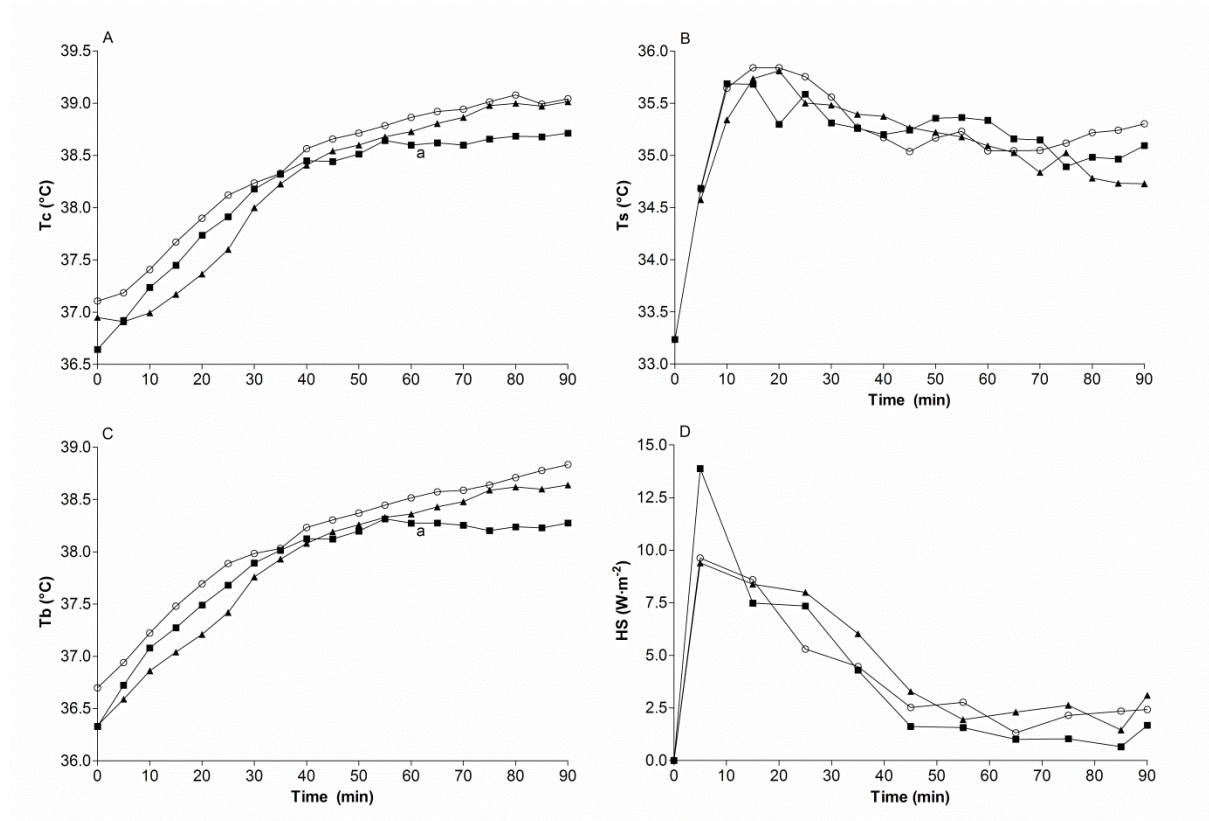 A
39.5
39.0
38.5
38.0
37.5
37.0
36.5
Tc (°C)
a
0 10 20 30 40 50 60 70 80 90
B
36.0
35.5
35.0
34.5
34.0
33.5
33.0
Ts (°C)
0 10 20 30 40 50 60 70 80 90
Time (min)
C
39.0
38.5
38.0
37.5
37.0
36.5
36.0
Tb (°C)
a
0 10 20 30 40 50 60 70 80 90
Time (min)
D
15.0
12.5
10.0
7.5
5.0
2.5
0.0
HS (W·m⁻²)
0 10 20 30 40 50 60 70 80 90
Time (min)